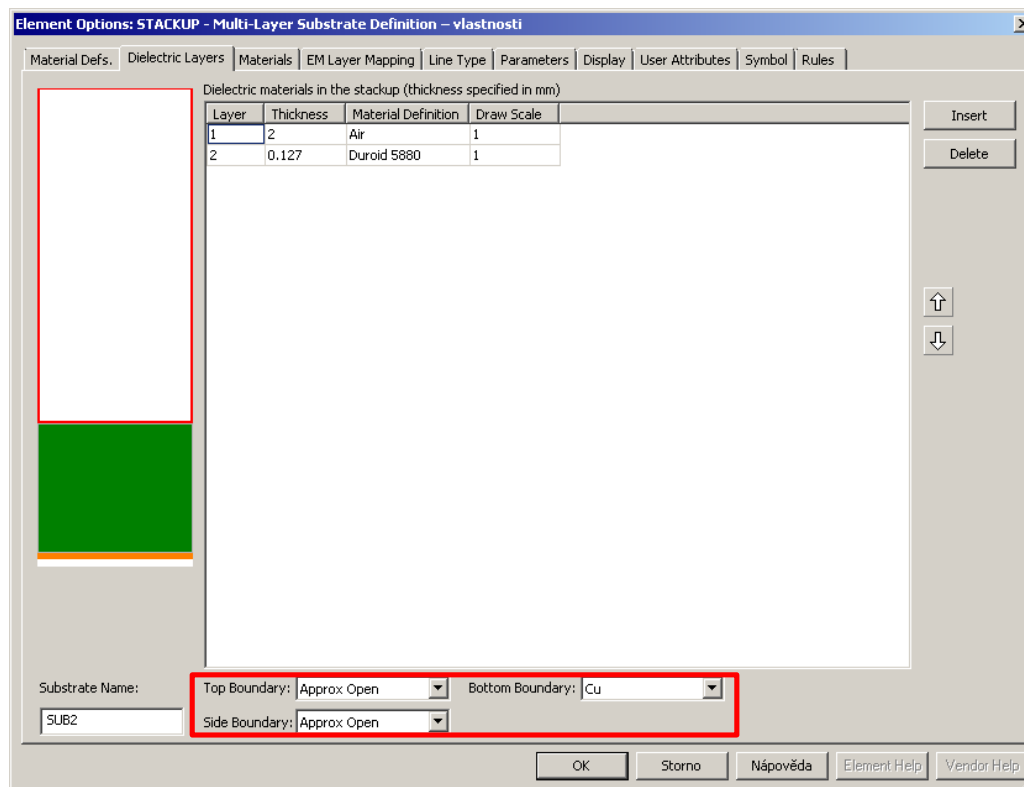 Element Options: STACKUP - Multi-Layer Substrate Definition – vlastnosti
Material Defs. Dielectric Layers Materials EM Layer Mapping Line Type Parameters Display User Attributes Symbol Rules
Dielectric materials in the stackup (thickness specified in mm)
Layer Thickness Material Definition Draw Scale
1 2 Air 1
2 0.127 Duroid 5880 1
Insert
Delete
Substrate Name: Top Boundary: Approx Open Bottom Boundary: Cu
SUB2 Side Boundary: Approx Open
OK Storno Nápověda Element Help Vendor Help